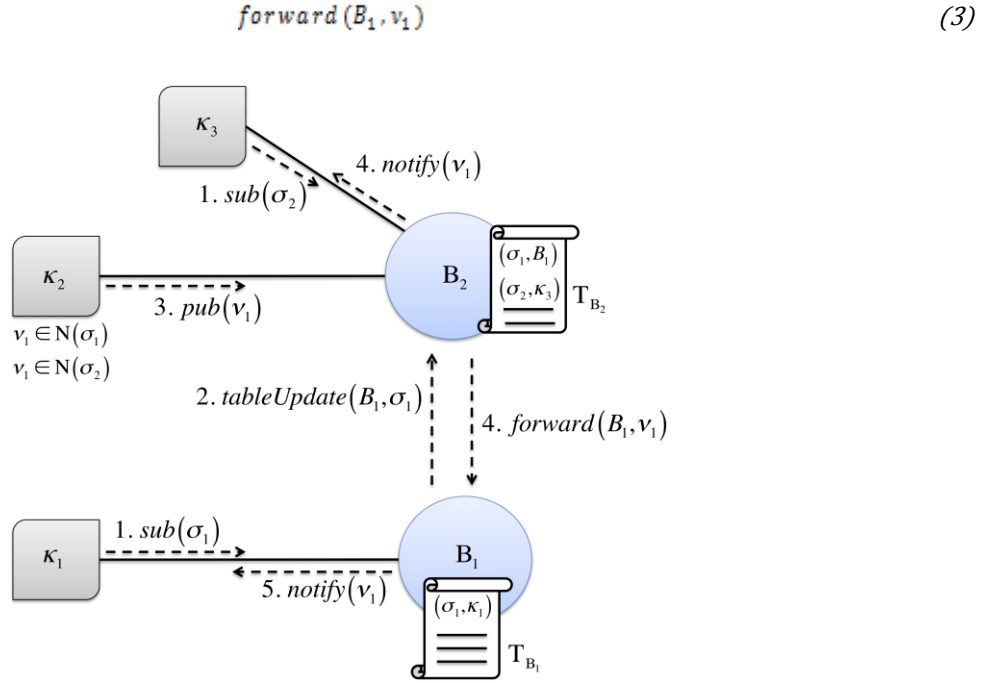 forward(B₁, v₁) (3)
κ₃
4. notify(ν₁)
1. sub(σ₂)
κ₂
B₂
(σ₁,B₁)
(σ₂,κ₃)
T_B₂
3. pub(ν₁)
ν₁ ∈ N(σ₁)
ν₁ ∈ N(σ₂)
2. tableUpdate(B₁,σ₁)
4. forward(B₁,ν₁)
1. sub(σ₁)
κ₁
B₁
5. notify(ν₁)
(σ₁,κ₁)
T_B₁